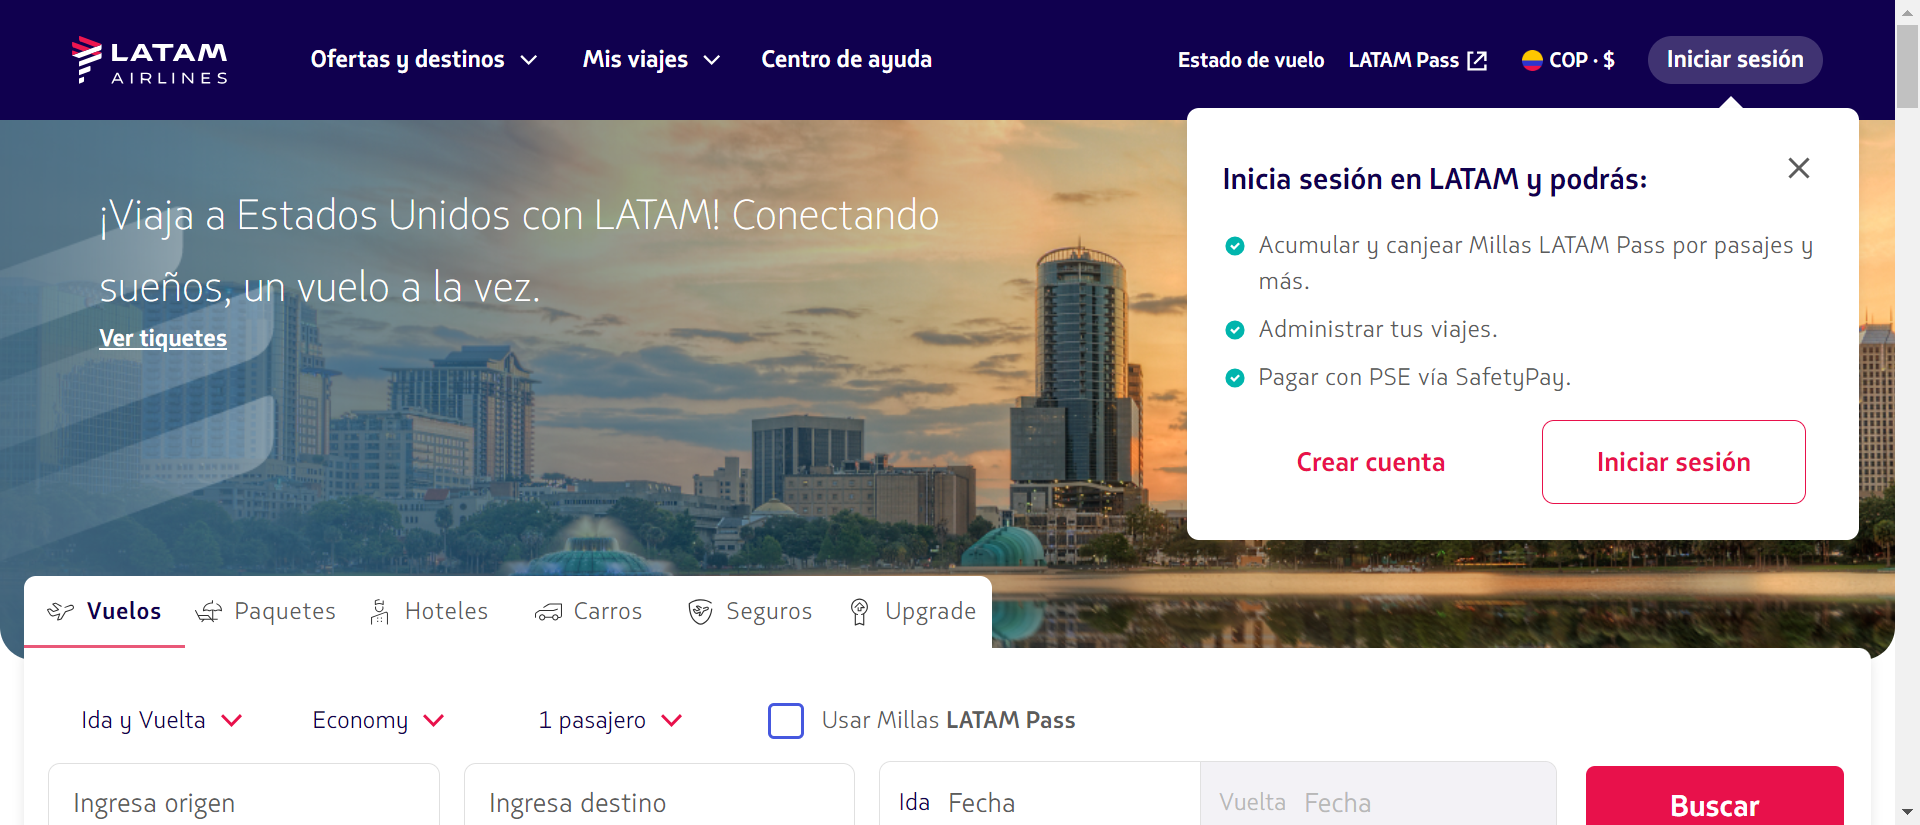 LATAM
AIRLINES
Ofertas y destinos
Mis viajes
Centro de ayuda
Estado de vuelo
LATAM Pass
COP · $
Iniciar sesión
¡Viaja a Estados Unidos con LATAM! Conectando
sueños, un vuelo a la vez.
Ver tiquetes
Inicia sesión en LATAM y podrás:
Acumular y canjear Millas LATAM Pass por pasajes y
más.
Administrar tus viajes.
Pagar con PSE vía SafetyPay.
Crear cuenta
Iniciar sesión
Vuelos
Paquetes
Hoteles
Carros
Seguros
Upgrade
Ida y Vuelta
Economy
1 pasajero
Usar Millas LATAM Pass
Ingresa origen
Ingresa destino
Ida Fecha
Vuelta Fecha
Buscar